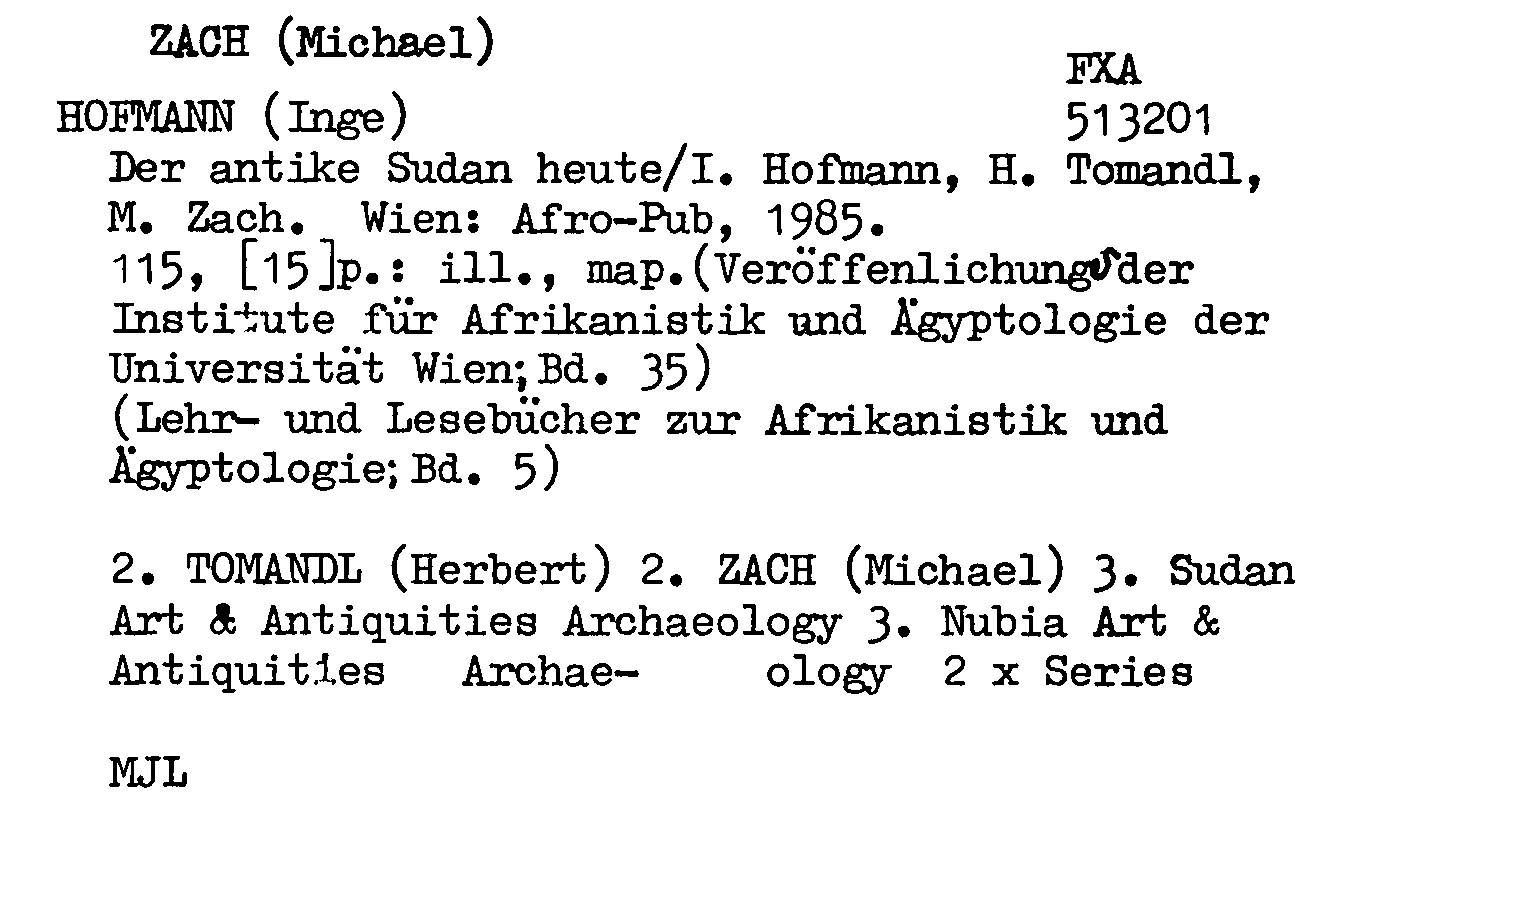 ZACH (Michael)
FXA
HOFMANN (Inge)
513201
Der antike Sudan heute/I. Hofmann, H. Tomandl,
M. Zach. Wien: Afro-Pub, 1985.
115, [15]p.: ill., map.(Veröffenlichungs der
Institute für Afrikanistik und Ägyptologie der
Universität Wien; Bd. 35)
(Lehr- und Lesebücher zur Afrikanistik und
Ägyptologie; Bd. 5)
2. TOMANDL (Herbert) 2. ZACH (Michael) 3. Sudan
Art & Antiquities Archaeology 3. Nubia Art &
Antiquities Archae- ology 2 x Series
MJL